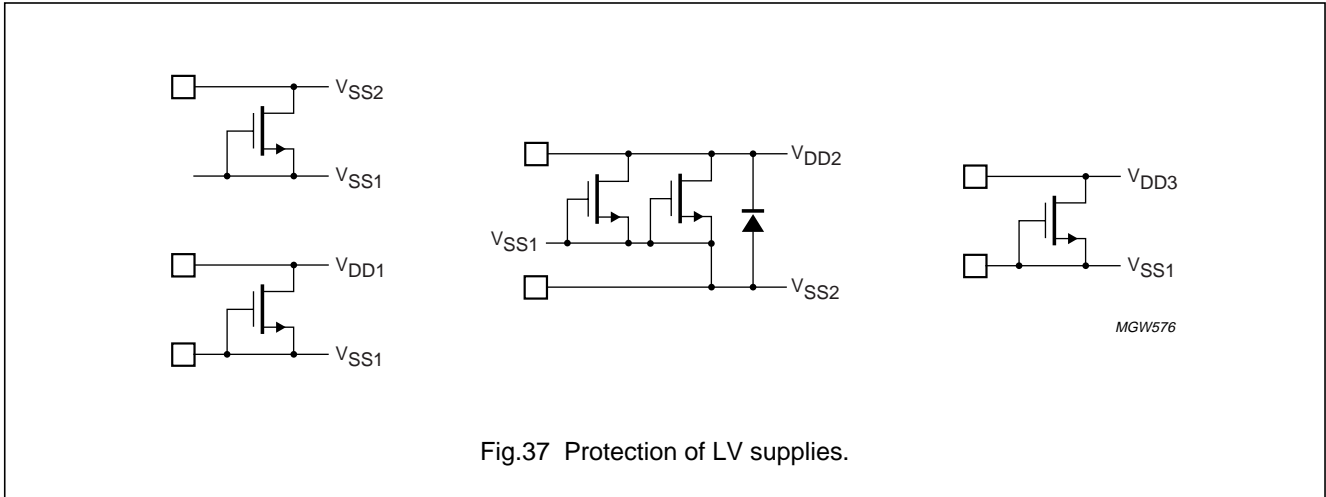 VSS2
VSS1
VDD1
VSS1
VDD2
VSS1
VSS2
VDD3
VSS1
MGW576
Fig.37 Protection of LV supplies.